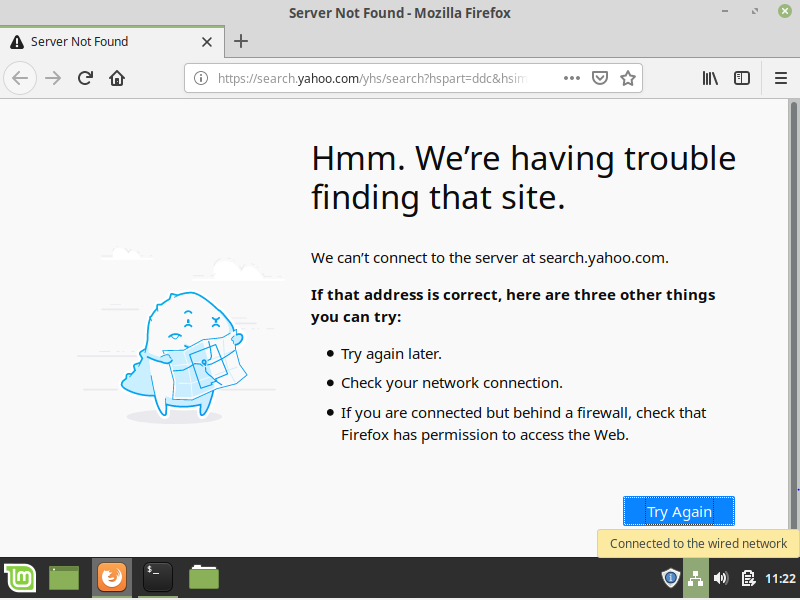 Server Not Found - Mozilla Firefox
Server Not Found
https://search.yahoo.com/yhs/search?hspart=ddc&hsim
Hmm. We’re having trouble
finding that site.
We can’t connect to the server at search.yahoo.com.
If that address is correct, here are three other things
you can try:
Try again later.
Check your network connection.
If you are connected but behind a firewall, check that
Firefox has permission to access the Web.
Try Again
Connected to the wired network
$_
11:22